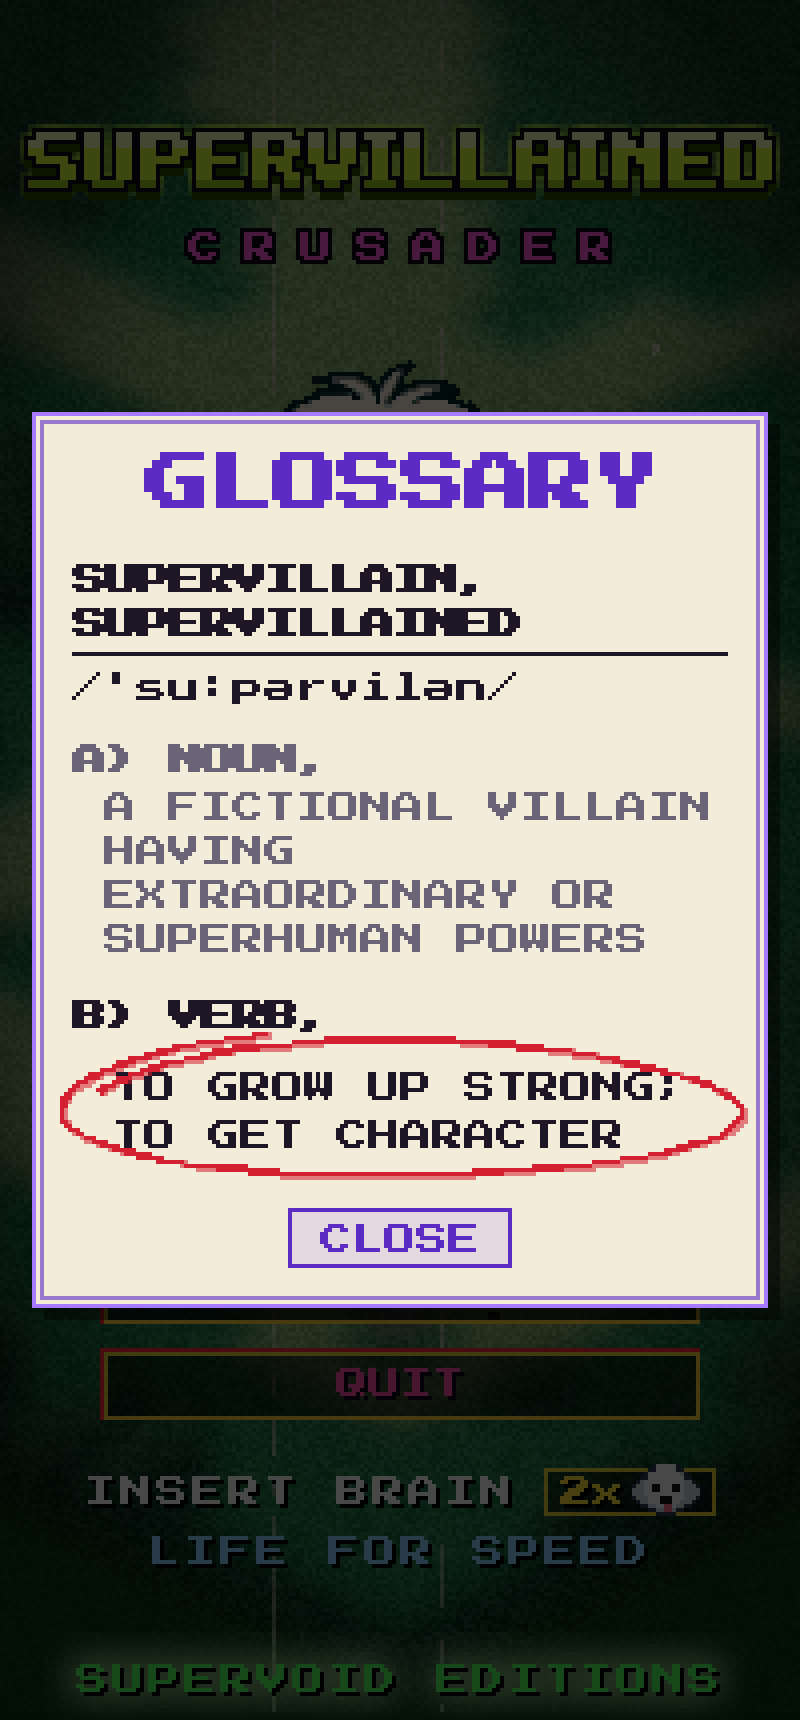 SUPERVILLAINED
CRUSADER
GLOSSARY
SUPERVILLAIN,
SUPERVILLAINED
/'su:pərvilən/
A) NOUN,
A FICTIONAL VILLAIN
HAVING
EXTRAORDINARY OR
SUPERHUMAN POWERS
B) VERB,
TO GROW UP STRONG;
TO GET CHARACTER
CLOSE
QUIT
INSERT BRAIN 2x
LIFE FOR SPEED
SUPERVOID EDITIONS